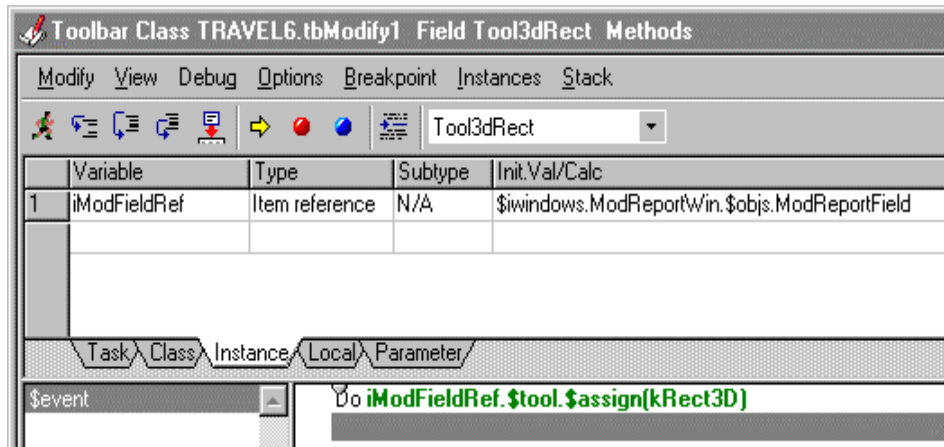 Toolbar Class TRAVEL6.tbModify1 Field Tool3dRect Methods
Modify View Debug Options Breakpoint Instances Stack
Tool3dRect
Variable Type Subtype Init.Val/Calc
1 iModFieldRef Item reference N/A $iwindows.ModReportWin.$objs.ModReportField
Task Class Instance Local Parameter
$event Do iModFieldRef.$tool.$assign(kRect3D)